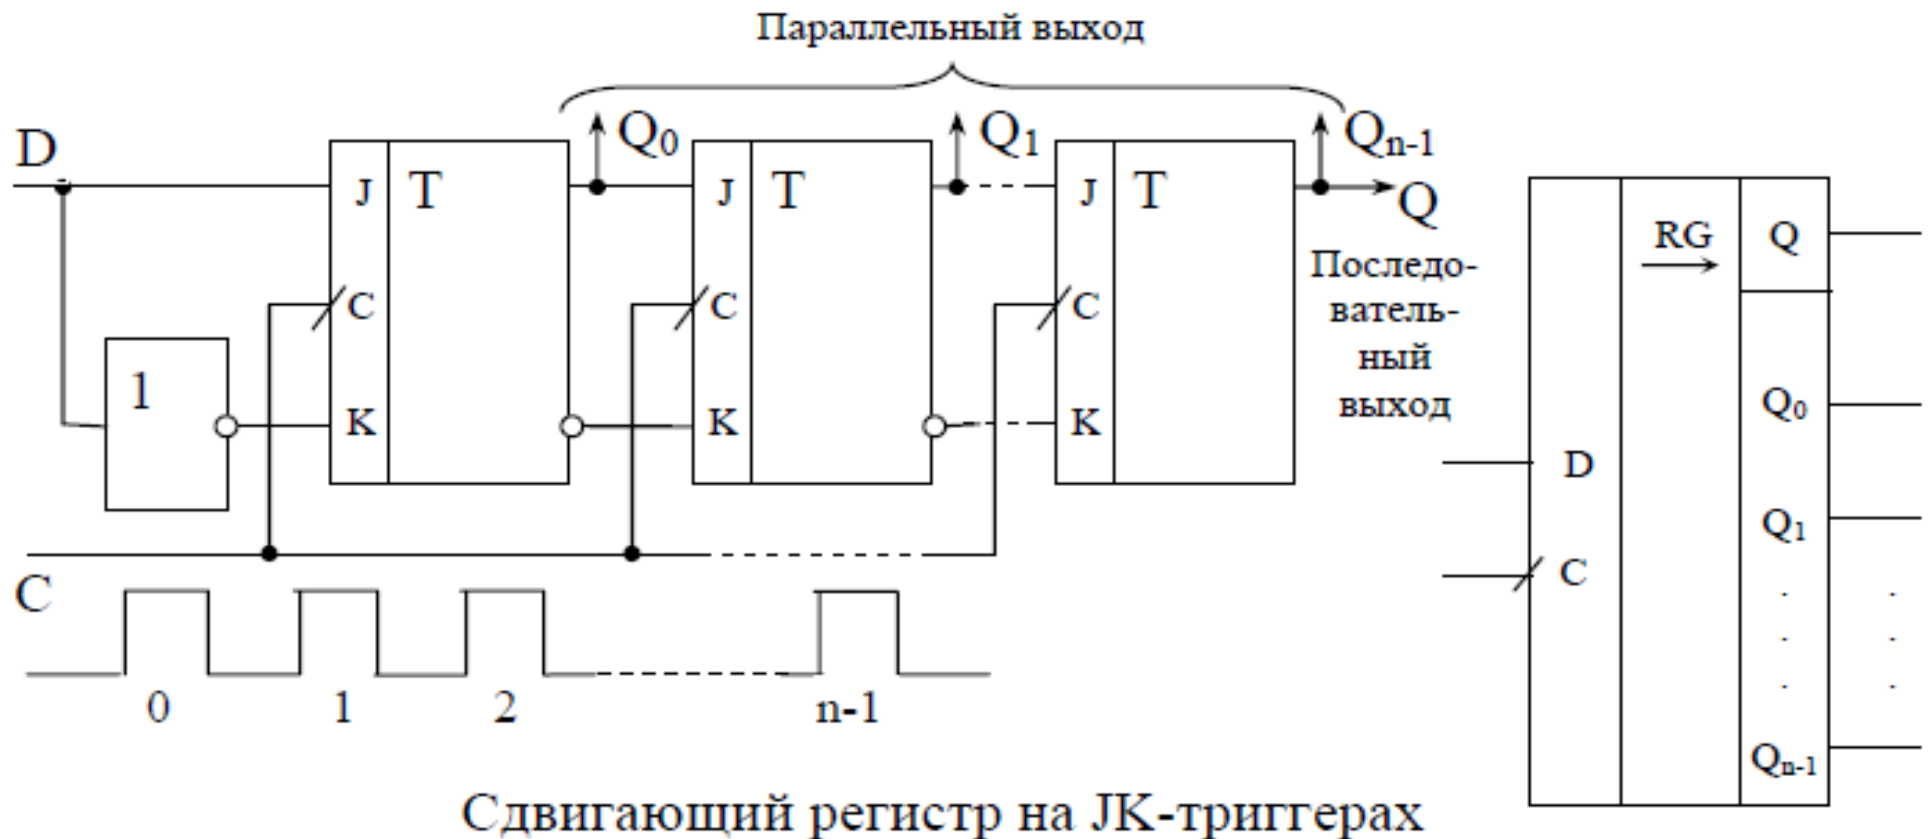 Параллельный выход
D
Q0
Q1
Qn-1
J T
J T
J T
Q
C
C
C
Последо-
ватель-
ный
выход
1
K
K
K
C
0 1 2 n-1
RG
Q
Q0
D
Q1
C
.
.
.
.
.
.
Qn-1
Сдвигающий регистр на JK-триггерах